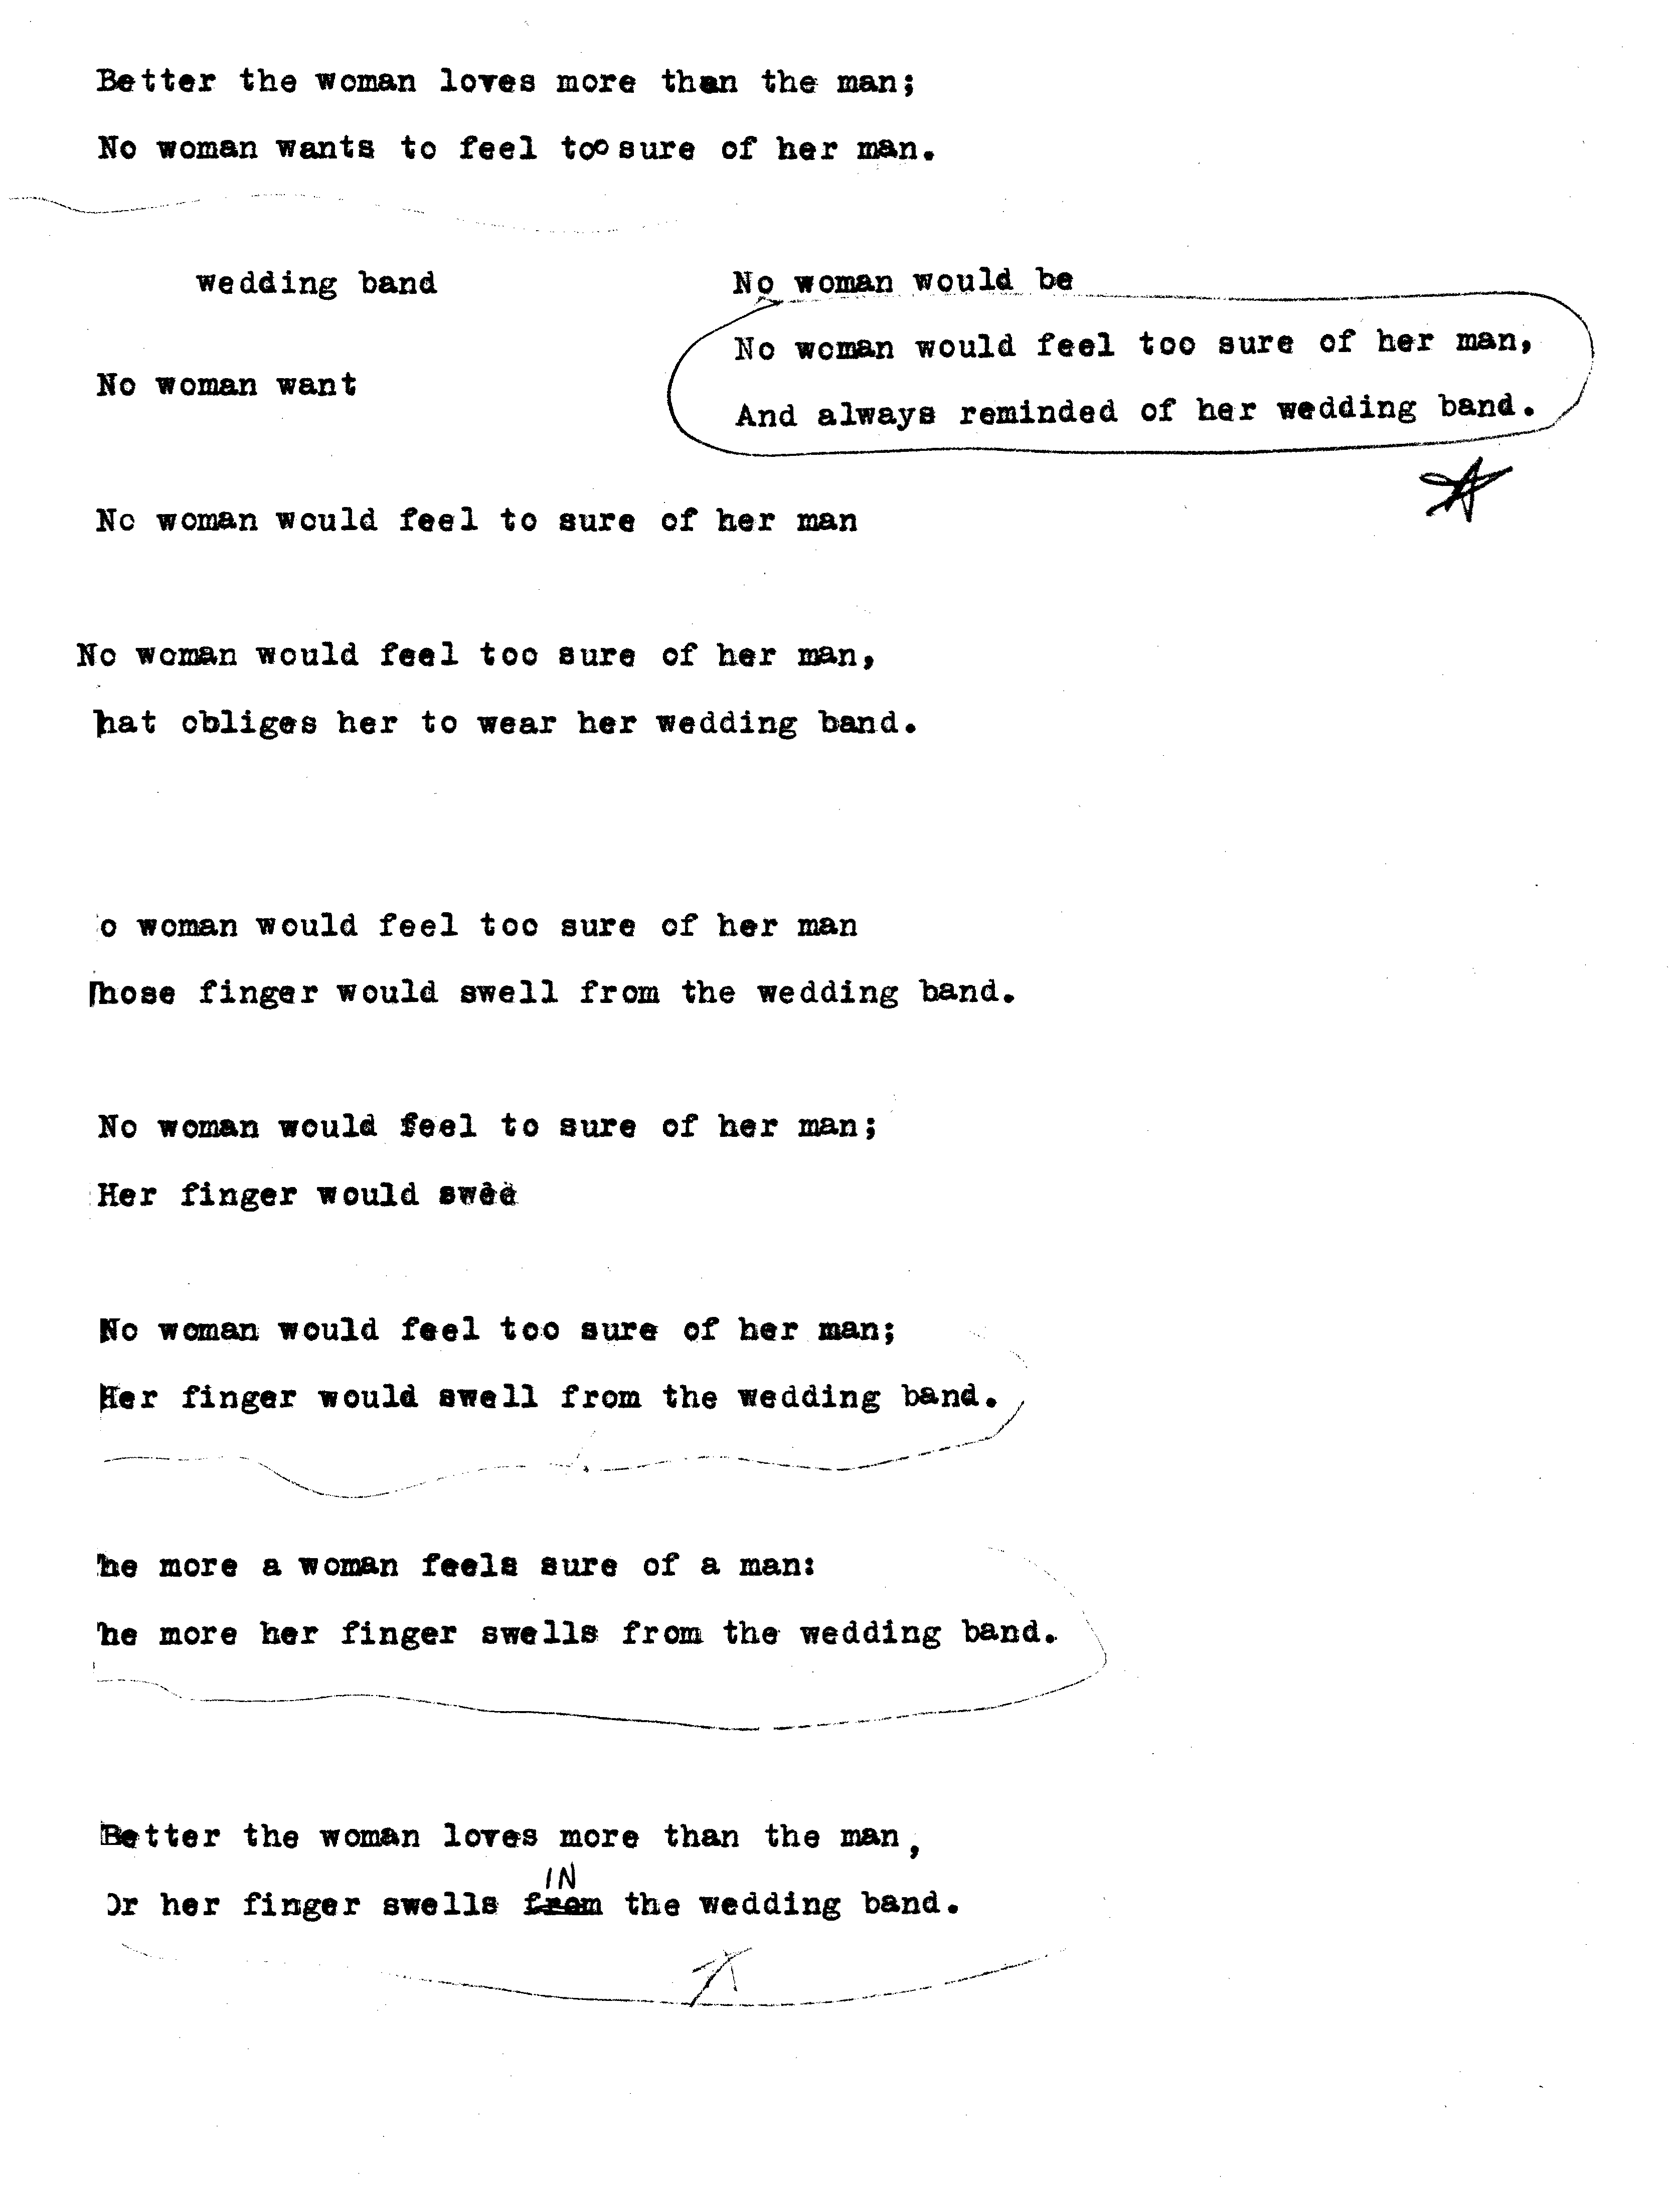 Better the woman loves more than the man;
No woman wants to feel too sure of her man.
wedding band
No woman want
No woman would be
No woman would feel too sure of her man,
And always reminded of her wedding band.
No woman would feel to sure of her man
No woman would feel too sure of her man,
hat obliges her to wear her wedding band.
o woman would feel too sure of her man
hose finger would swell from the wedding band.
No woman would feel to sure of her man;
Her finger would swee
No woman would feel too sure of her man;
Her finger would swell from the wedding band.
he more a woman feels sure of a man:
he more her finger swells from the wedding band.
Better the woman loves more than the man,
IN
Or her finger swells from the wedding band.